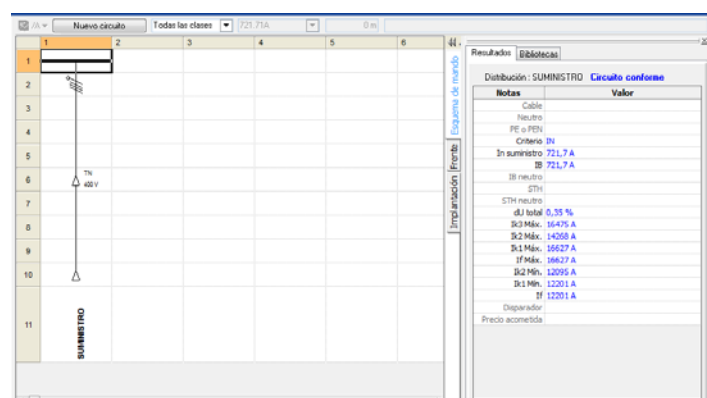 Nuevo circuito Todas las clases 721.71A 0 m
1 2 3 4 5 6
1
2
3
4
5
6
7
8
9
10
11
TN
400 V
SUMINISTRO
Esquema de mando
Frente
Implantación
Resultados Bibliotecas
Distribución : SUMINISTRO Circuito conforme
Notas Valor
Cable
Neutro
PE o PEN
Criterio IN
In suministro 721,7 A
IB 721,7 A
IB neutro
STH
STH neutro
dU total 0,35 %
Ik3 Máx. 16475 A
Ik2 Máx. 14268 A
Ik1 Máx. 16627 A
If Máx. 16627 A
Ik2 Mín. 12095 A
Ik1 Mín. 12201 A
If 12201 A
Disparador
Precio acometida